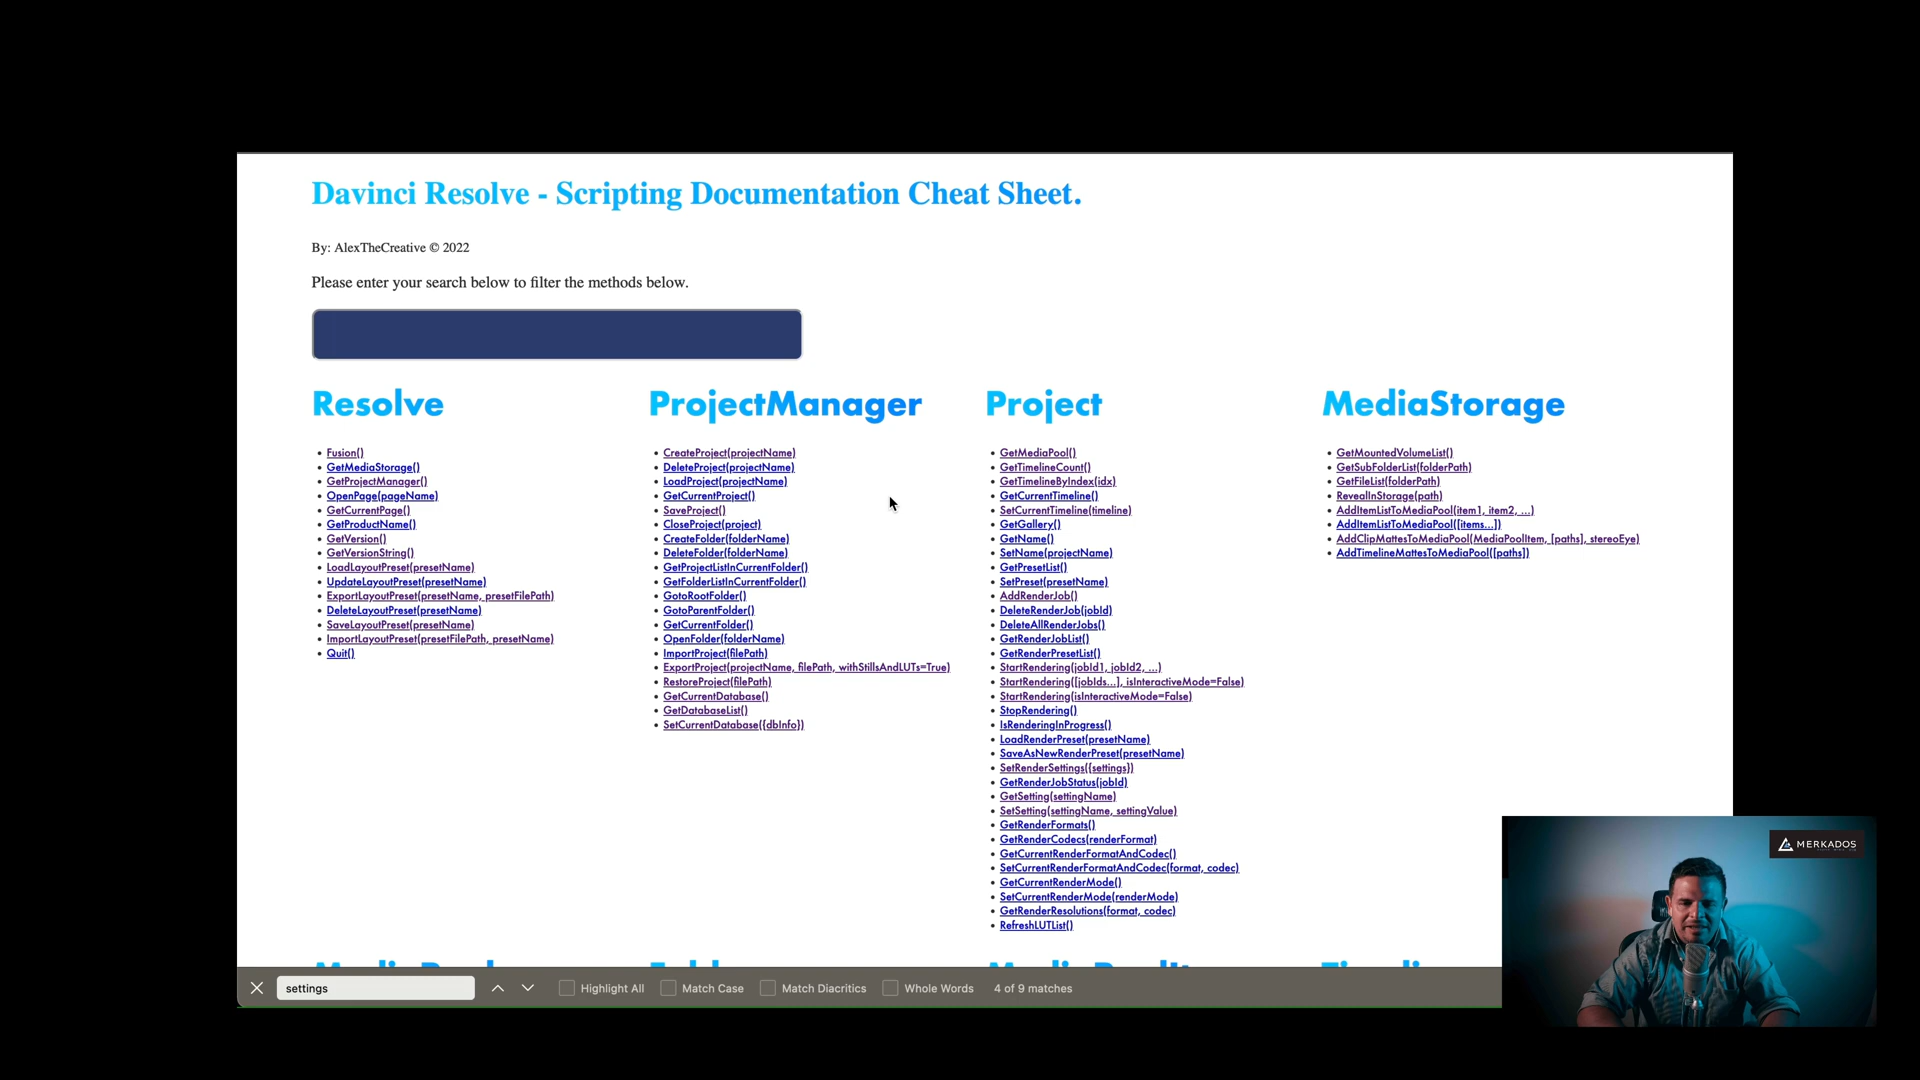 Davinci Resolve - Scripting Documentation Cheat Sheet.
By: AlexTheCreative © 2022
Please enter your search below to filter the methods below.
Resolve
Fusion()
GetMediaStorage()
GetProjectManager()
OpenPage(pageName)
GetCurrentPage()
GetProductName()
GetVersion()
GetVersionString()
LoadLayoutPreset(presetName)
UpdateLayoutPreset(presetName)
ExportLayoutPreset(presetName, presetFilePath)
DeleteLayoutPreset(presetName)
SaveLayoutPreset(presetName)
ImportLayoutPreset(presetFilePath, presetName)
Quit()
ProjectManager
CreateProject(projectName)
DeleteProject(projectName)
LoadProject(projectName)
GetCurrentProject()
SaveProject()
CloseProject(project)
CreateFolder(folderName)
DeleteFolder(folderName)
GetProjectListInCurrentFolder()
GetFolderListInCurrentFolder()
GotoRootFolder()
GotoParentFolder()
GetCurrentFolder()
OpenFolder(folderName)
ImportProject(filePath)
ExportProject(projectName, filePath, withStillsAndLUTs=True)
RestoreProject(filePath)
GetCurrentDatabase()
GetDatabaseList()
SetCurrentDatabase({dbInfo})
Project
GetMediaPool()
GetTimelineCount()
GetTimelineByIndex(idx)
GetCurrentTimeline()
SetCurrentTimeline(timeline)
GetGallery()
GetName()
SetName(projectName)
GetPresetList()
SetPreset(presetName)
AddRenderJob()
DeleteRenderJob(jobId)
DeleteAllRenderJobs()
GetRenderJobList()
GetRenderPresetList()
StartRendering(jobId1, jobId2, ...)
StartRendering([jobIds...], isInteractiveMode=False)
StartRendering(isInteractiveMode=False)
StopRendering()
IsRenderingInProgress()
LoadRenderPreset(presetName)
SaveAsNewRenderPreset(presetName)
SetRenderSettings({settings})
GetRenderJobStatus(jobId)
GetSetting(settingName)
SetSetting(settingName, settingValue)
GetRenderFormats()
GetRenderCodecs(renderFormat)
GetCurrentRenderFormatAndCodec()
SetCurrentRenderFormatAndCodec(format, codec)
GetCurrentRenderMode()
SetCurrentRenderMode(renderMode)
GetRenderResolutions(format, codec)
RefreshLUTList()
MediaStorage
GetMountedVolumeList()
GetSubFolderList(folderPath)
GetFileList(folderPath)
RevealInStorage(path)
AddItemListToMediaPool(item1, item2, ...)
AddItemListToMediaPool([items...])
AddClipMattesToMediaPool(MediaPoolItem, [paths], stereoEye)
AddTimelineMattesToMediaPool([paths])
settings
Highlight All
Match Case
Match Diacritics
Whole Words
4 of 9 matches
MERKADOS